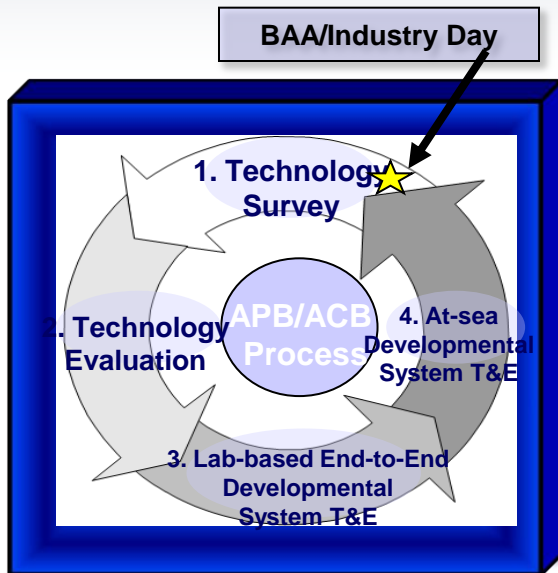 BAA/Industry Day
1. Technology
Survey
APB/ACB
Process
2. Technology
Evaluation
4. At-sea
Developmental
System T&E
3. Lab-based End-to-End
Developmental
System T&E